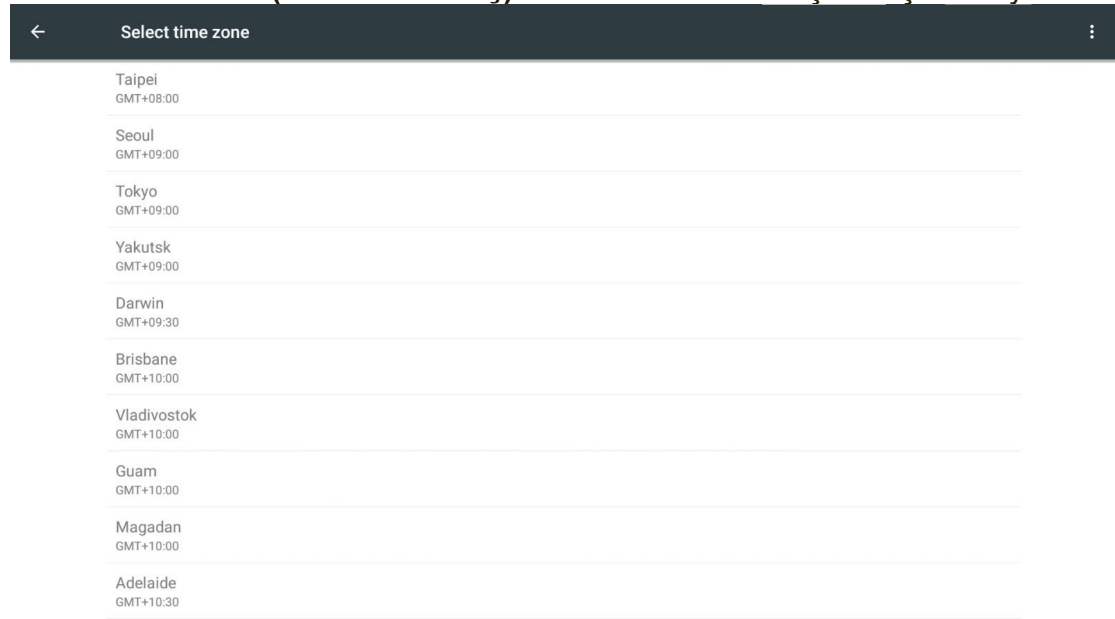 Select time zone
Taipei
GMT+08:00
Seoul
GMT+09:00
Tokyo
GMT+09:00
Yakutsk
GMT+09:00
Darwin
GMT+09:30
Brisbane
GMT+10:00
Vladivostok
GMT+10:00
Guam
GMT+10:00
Magadan
GMT+10:00
Adelaide
GMT+10:30